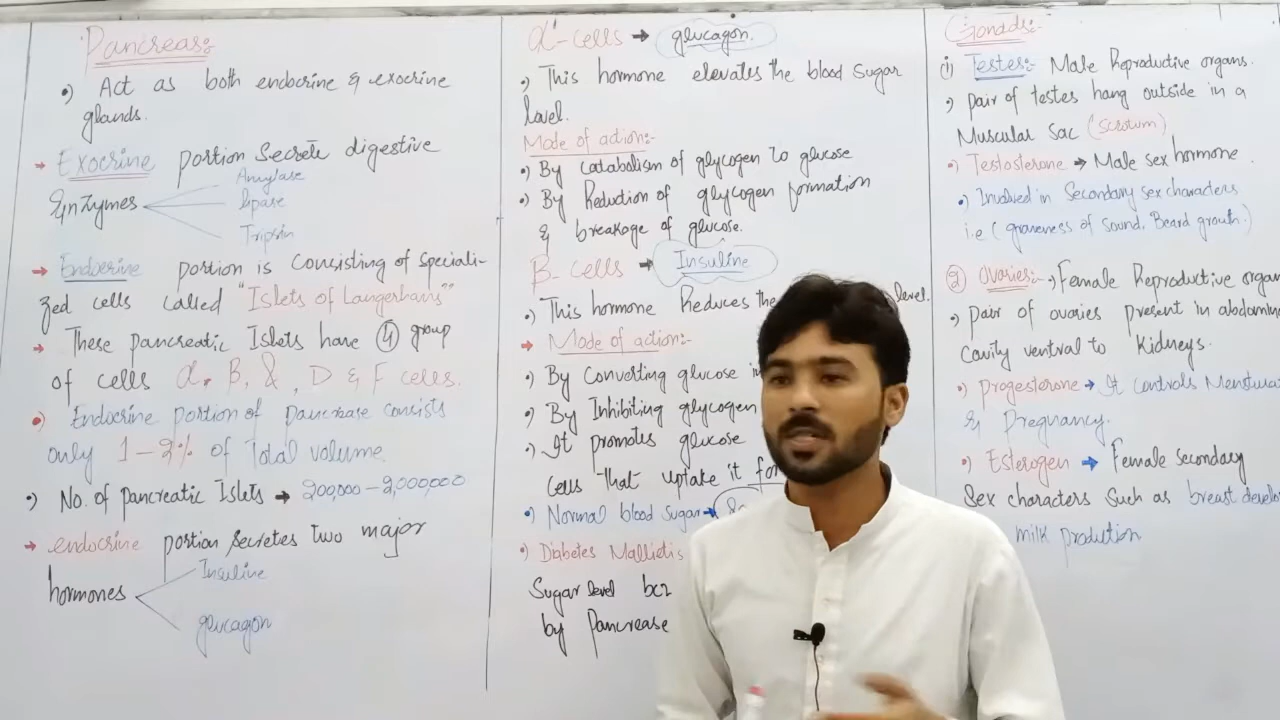 Pancreas:-
•) Act as both endocrine & exocrine
glands.
→ Exocrine portion Secrete digestive
Enzymes
Amylase
lipase
Tripsin
→ Endocrine portion is consisting of speciali-
zed cells called "Islets of Langerhans"
→ These pancreatic Islets have (4) group
of cells α, β, &, D & F cells.
•) Endocrine portion of pancrease consists
only 1-2% of Total volume.
•) No. of pancreatic Islets → 200,000-2,000,000
→ endocrine portion secretes two major
hormones
Insuline
glucagon
α-cells → glucagon.
•) This hormone elevates the blood sugar
level.
Mode of action:-
•) By catabolism of glycogen to glucose
•) By Reduction of glycogen formation
& breakage of glucose.
β-cells → Insuline
•) This hormone Reduces the level.
→ Mode of action:-
•) By converting glucose
•) By Inhibiting glycogen
•) It promotes glucose
cells that uptake it for
•) Normal blood sugar →
•) Diabetes Mallitis
Sugar level bcz
by Pancrease
Gonads:-
(1) Testes:- Male Reproductive organs.
•) pair of testes hang outside in a
Muscular sac (scrotum)
•) Testosterone → Male sex hormone.
•) Involved in Secondary sex characters
i.e (graveness of sound, Beard growth.)
(2) Ovaries:- → Female Reproductive organ
•) pair of ovaries present in abdomin
cavity ventral to kidneys.
•) Progesterone → It controls Menstrua
& Pregnancy.
•) Esterogen → Female secondary
sex characters such as breast develo
milk prodution